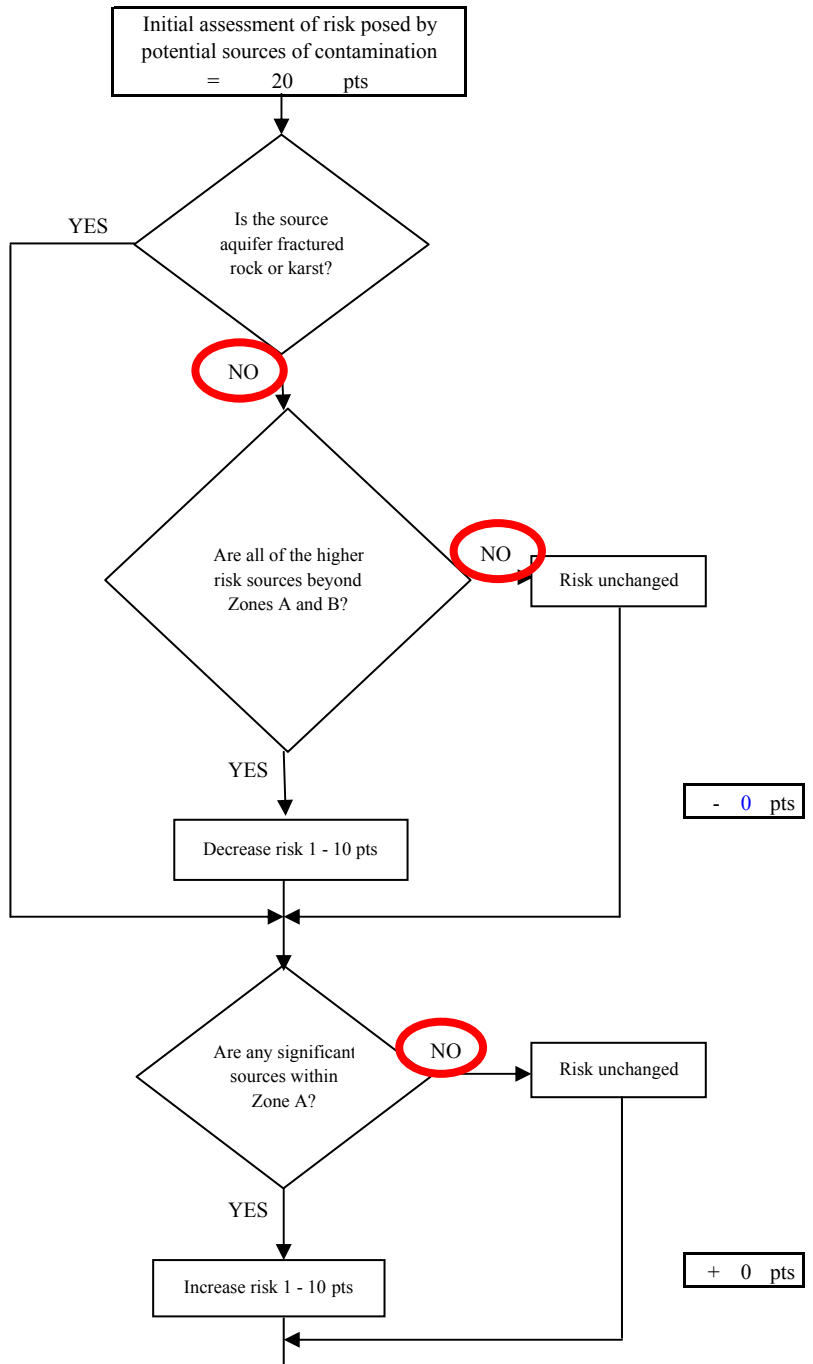 Initial assessment of risk posed by
potential sources of contamination
= 20 pts
YES
Is the source
aquifer fractured
rock or karst?
NO
Are all of the higher
risk sources beyond
Zones A and B?
NO
Risk unchanged
YES
- 0 pts
Decrease risk 1 - 10 pts
Are any significant
sources within
Zone A?
NO
Risk unchanged
YES
+ 0 pts
Increase risk 1 - 10 pts